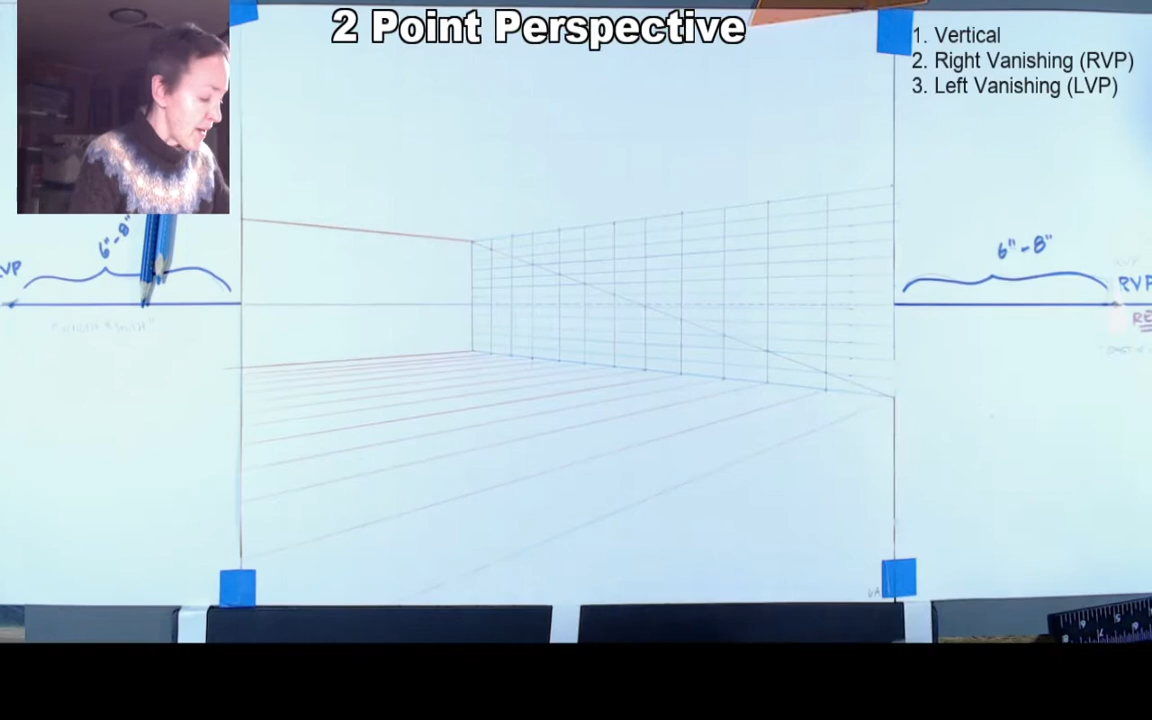 2 Point Perspective
1. Vertical
2. Right Vanishing (RVP)
3. Left Vanishing (LVP)
6"-8"
VP
6"-8"
RVP